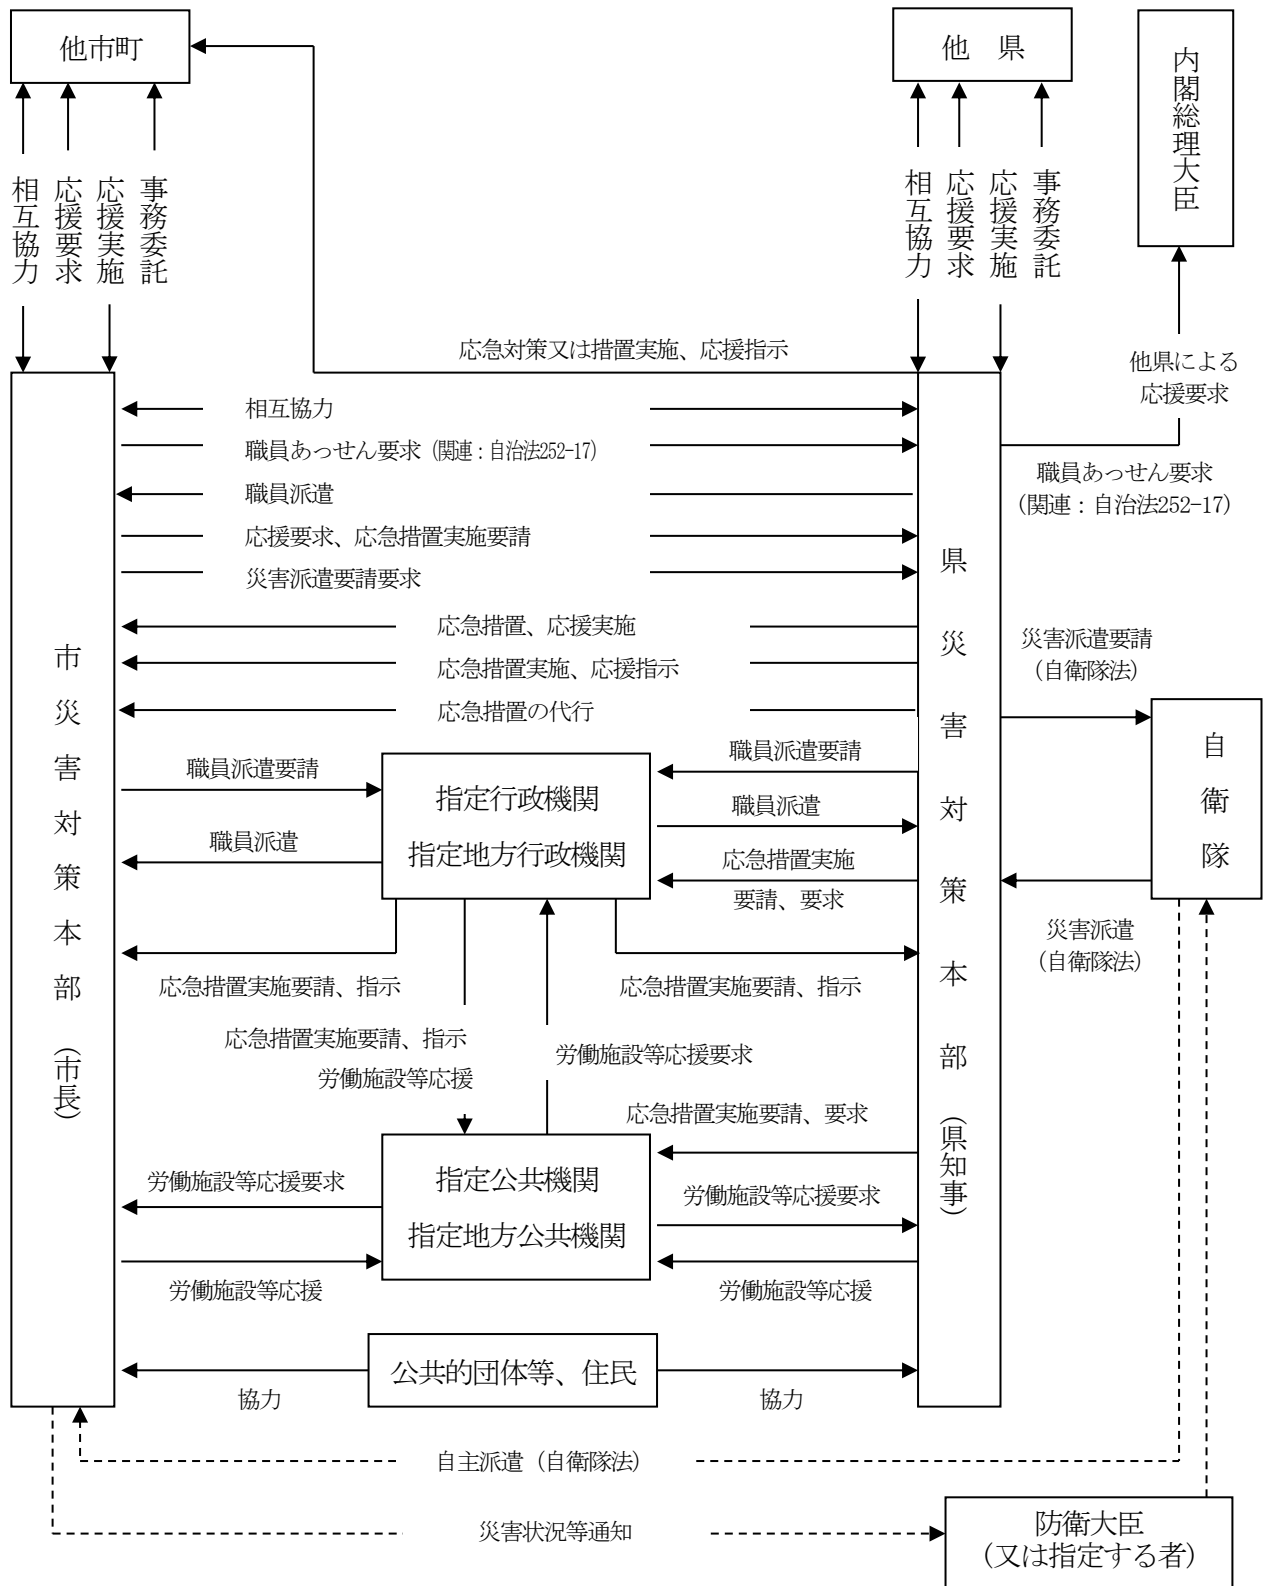 他市町
他　県
内閣総理大臣
相互協力
応援要求
応援実施
事務委託
相互協力
応援要求
応援実施
事務委託
応急対策又は措置実施、応援指示
他県による
応援要求
相互協力
職員あっせん要求（関連：自治法252-17）
職員あっせん要求
（関連：自治法252-17）
職員派遣
応援要求、応急措置実施要請
災害派遣要請要求
応急措置、応援実施
応急措置実施、応援指示
応急措置の代行
市災害対策本部（市長）
県災害対策本部（県知事）
災害派遣要請
（自衛隊法）
自衛隊
職員派遣要請
職員派遣
指定行政機関
指定地方行政機関
職員派遣要請
職員派遣
応急措置実施
要請、要求
災害派遣
（自衛隊法）
応急措置実施要請、指示
応急措置実施要請、指示
応急措置実施要請、指示
労働施設等応援
労働施設等応援要求
応急措置実施要請、要求
労働施設等応援要求
指定公共機関
指定地方公共機関
労働施設等応援要求
労働施設等応援
労働施設等応援
公共的団体等、住民
協力
協力
自主派遣（自衛隊法）
災害状況等通知
防衛大臣
（又は指定する者）